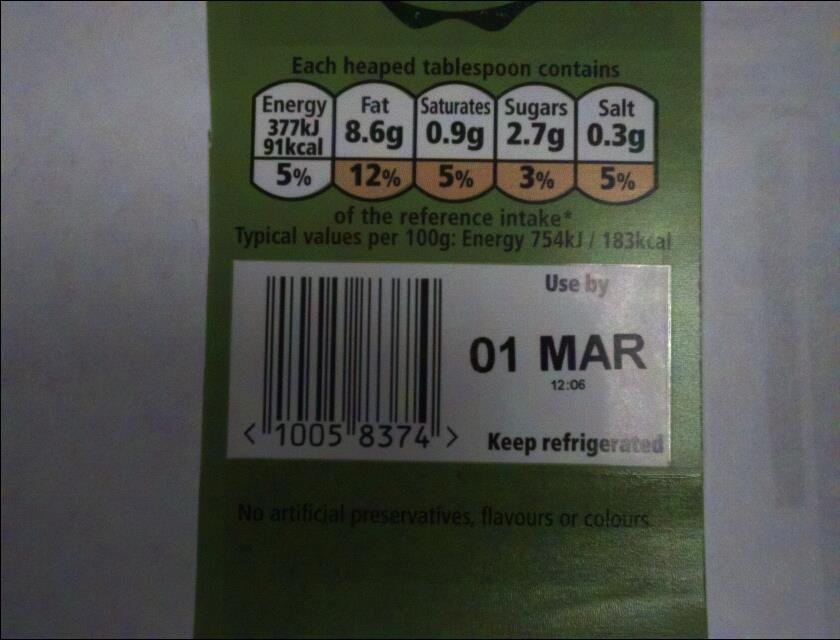 Each heaped tablespoon contains
Energy 377kJ 91kcal 5%
Fat 8.6g 12%
Saturates 0.9g 5%
Sugars 2.7g 3%
Salt 0.3g 5%
of the reference intake*
Typical values per 100g: Energy 754kJ / 183kcal
Use by
01 MAR
12:06
< 1005 8374 >
Keep refrigerated
No artificial preservatives, flavours or colours.